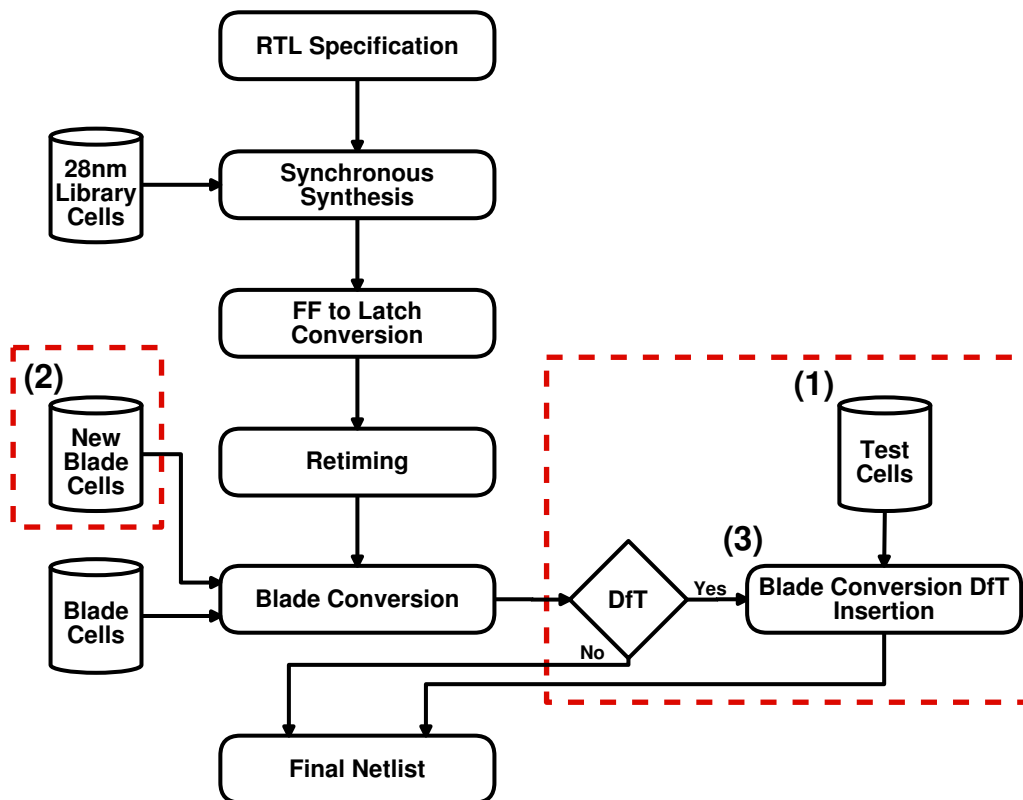 RTL Specification
28nm
Library
Cells
Synchronous
Synthesis
FF to Latch
Conversion
(2)
New
Blade
Cells
(1)
Test
Cells
Retiming
(3)
Blade
Cells
Blade Conversion
DfT
Yes
Blade Conversion DfT
Insertion
No
Final Netlist